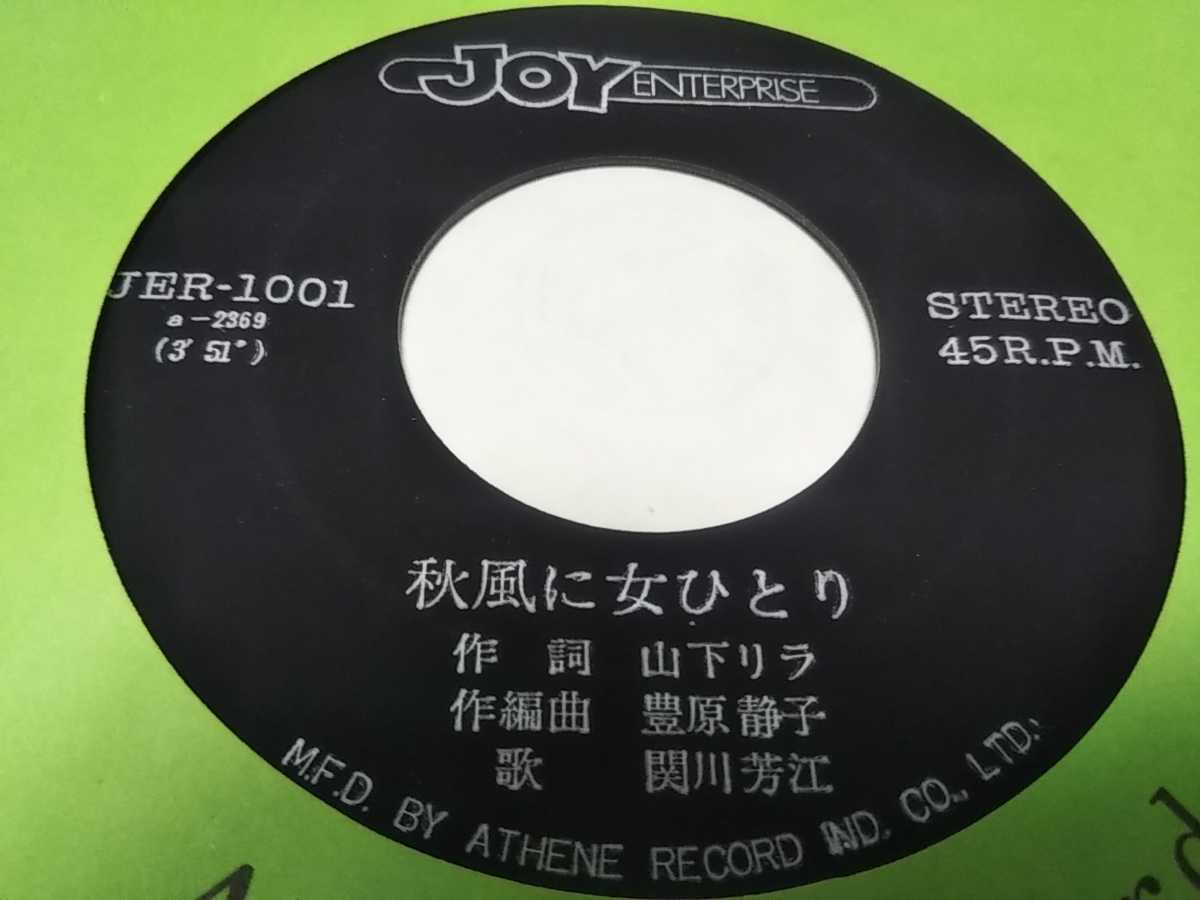 JOY ENTERPRISE
JER-1001
a-2369
(3' 51")
STEREO
45R.P.M.
秋風に女ひとり
作 詞 山下リラ
作編曲 豊原静子
歌 関川芳江
M.F.D. BY ATHENE RECORD IND. CO., LTD.